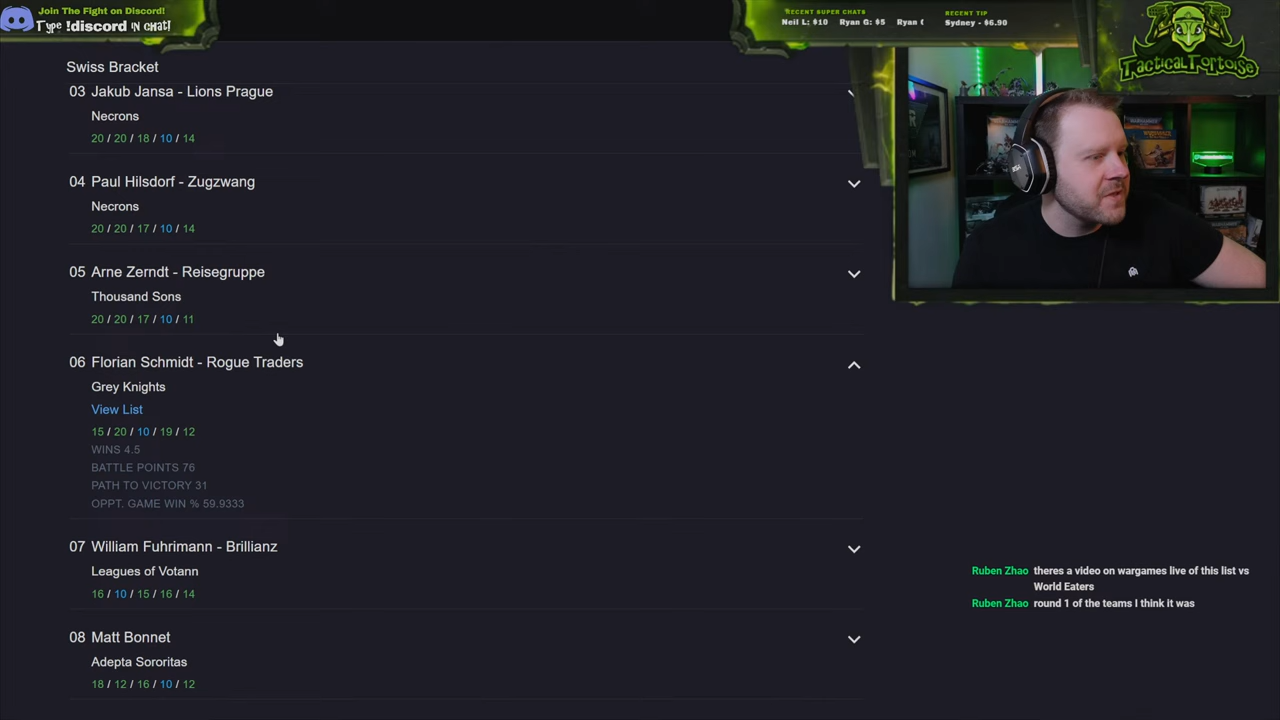 Join The Fight on Discord!
Type !discord in chat!
RECENT SUPER CHATS
Neil L: $10 Ryan G: $5 Ryan
RECENT TIP
Sydney - $6.90
TacticalTortoise
Swiss Bracket
03 Jakub Jansa - Lions Prague
Necrons
20 / 20 / 18 / 10 / 14
04 Paul Hilsdorf - Zugzwang
Necrons
20 / 20 / 17 / 10 / 14
05 Arne Zerndt - Reisegruppe
Thousand Sons
20 / 20 / 17 / 10 / 11
06 Florian Schmidt - Rogue Traders
Grey Knights
View List
15 / 20 / 10 / 19 / 12
WINS 4.5
BATTLE POINTS 76
PATH TO VICTORY 31
OPPT. GAME WIN % 59.9333
07 William Fuhrimann - Brillianz
Leagues of Votann
16 / 10 / 15 / 16 / 14
08 Matt Bonnet
Adepta Sororitas
18 / 12 / 16 / 10 / 12
Ruben Zhao theres a video on wargames live of this list vs
World Eaters
Ruben Zhao round 1 of the teams I think it was